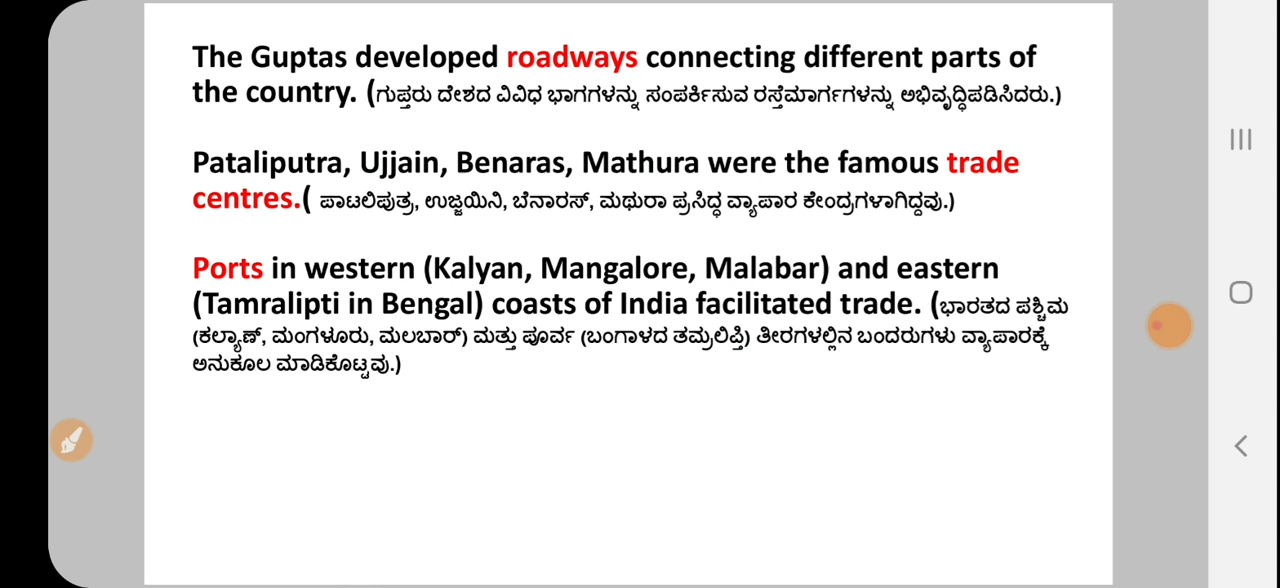 The Guptas developed roadways connecting different parts of
the country. (ಗುಪ್ತರು ದೇಶದ ವಿವಿಧ ಭಾಗಗಳನ್ನು ಸಂಪರ್ಕಿಸುವ ರಸ್ತೆಮಾರ್ಗಗಳನ್ನು ಅಭಿವೃದ್ಧಿಪಡಿಸಿದರು.)
Pataliputra, Ujjain, Benaras, Mathura were the famous trade
centres.( ಪಾಟಲಿಪುತ್ರ, ಉಜ್ಜಯಿನಿ, ಬೆನಾರಸ್, ಮಥುರಾ ಪ್ರಸಿದ್ಧ ವ್ಯಾಪಾರ ಕೇಂದ್ರಗಳಾಗಿದ್ದವು.)
Ports in western (Kalyan, Mangalore, Malabar) and eastern
(Tamralipti in Bengal) coasts of India facilitated trade. (ಭಾರತದ ಪಶ್ಚಿಮ
(ಕಲ್ಯಾಣ್, ಮಂಗಳೂರು, ಮಲಬಾರ್) ಮತ್ತು ಪೂರ್ವ (ಬಂಗಾಳದ ತಮ್ರಲಿಪ್ತಿ) ತೀರಗಳಲ್ಲಿನ ಬಂದರುಗಳು ವ್ಯಾಪಾರಕ್ಕೆ
ಅನುಕೂಲ ಮಾಡಿಕೊಟ್ಟವು.)